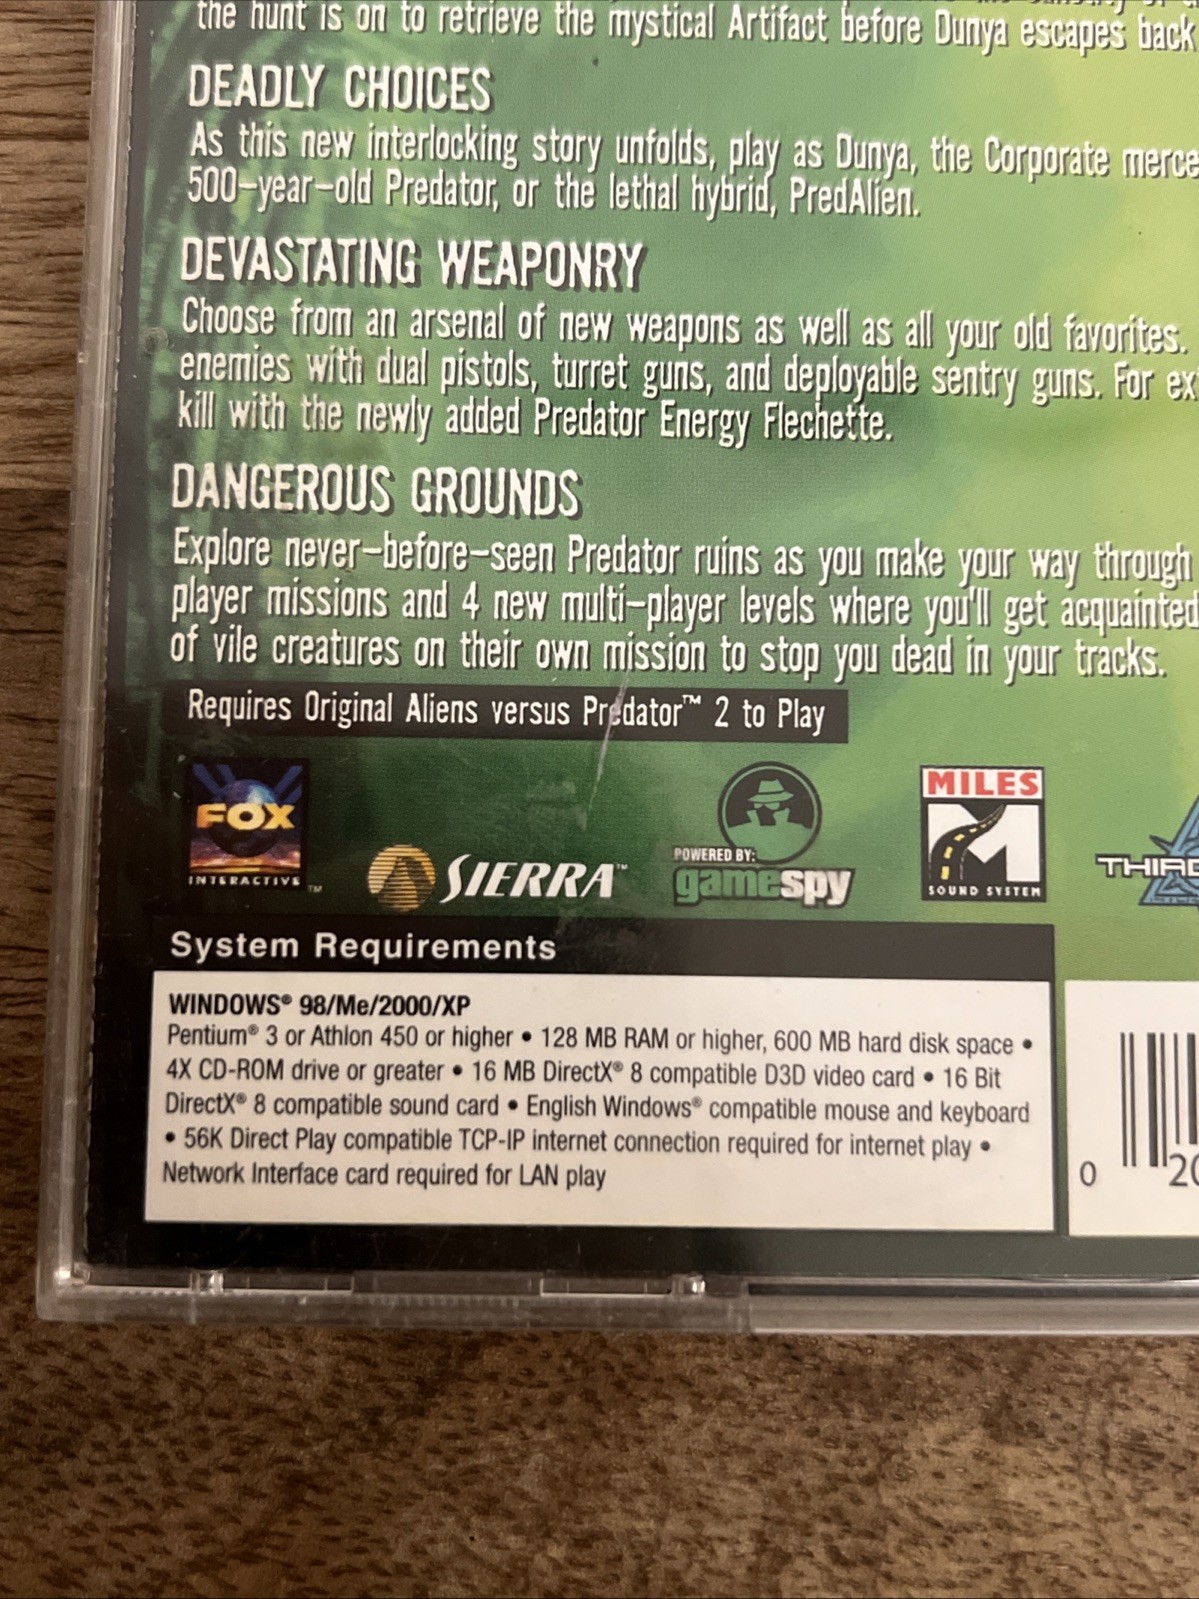 the hunt is on to retrieve the mystical Artifact before Dunya escapes back
DEADLY CHOICES
As this new interlocking story unfolds, play as Dunya, the Corporate
500-year-old Predator, or the lethal hybrid, PredAlien.
DEVASTATING WEAPONRY
Choose from an arsenal of new weapons as well as all your old favorites.
enemies with dual pistols, turret guns, and deployable sentry guns. For
kill with the newly added Predator Energy Flechette.
DANGEROUS GROUNDS
Explore never-before-seen Predator ruins as you make your way through
player missions and 4 new multi-player levels where you'll get acquainted
of vile creatures on their own mission to stop you dead in your tracks.
Requires Original Aliens versus Predator™ 2 to Play
FOX
INTERACTIVE™
SIERRA™
POWERED BY:
gamespy
MILES
SOUND SYSTEM
System Requirements
WINDOWS® 98/Me/2000/XP
Pentium® 3 or Athlon 450 or higher • 128 MB RAM or higher, 600 MB hard disk space •
4X CD-ROM drive or greater • 16 MB DirectX® 8 compatible D3D video card • 16 Bit
DirectX® 8 compatible sound card • English Windows® compatible mouse and keyboard
• 56K Direct Play compatible TCP-IP internet connection required for internet play •
Network Interface card required for LAN play
0